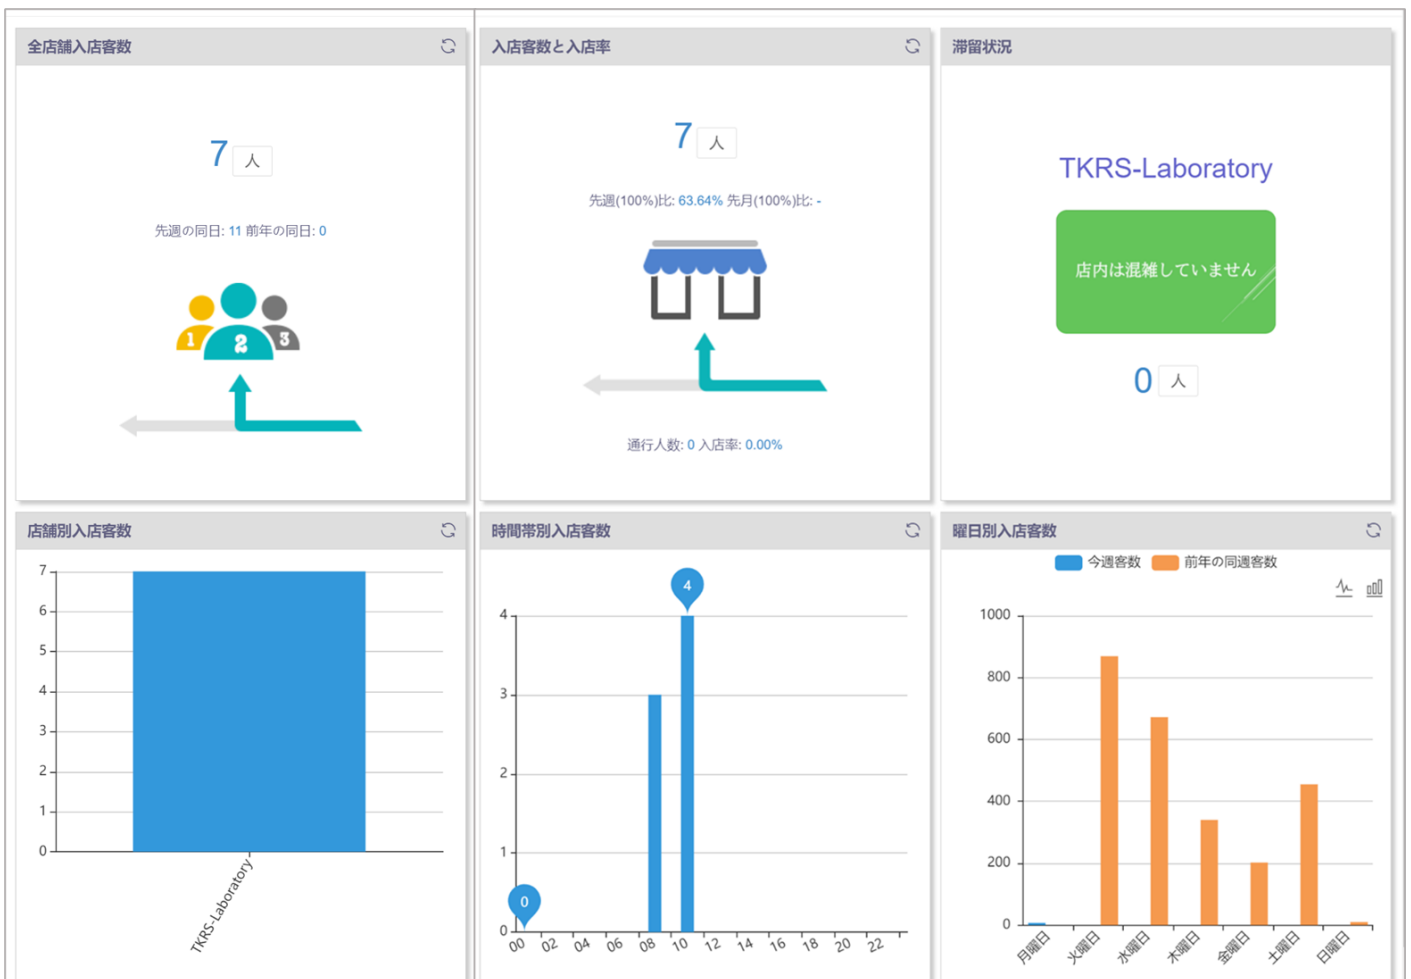 全店舗入店客数
7 人
先週の同日: 11 前年の同日: 0
1 2 3
入店客数と入店率
7 人
先週(100%)比: 63.64% 先月(100%)比: -
通行人数: 0 入店率: 0.00%
滞留状況
TKRS-Laboratory
店内は混雑していません
0 人
店舗別入店客数
7
6
5
4
3
2
1
0
TKRS-Laboratory
時間帯別入店客数
4
4
3
2
1
0
0
00 02 04 06 08 10 12 14 16 18 20 22
曜日別入店客数
今週客数 前年の同週客数
1000
800
600
400
200
0
月曜日 火曜日 水曜日 木曜日 金曜日 土曜日 日曜日